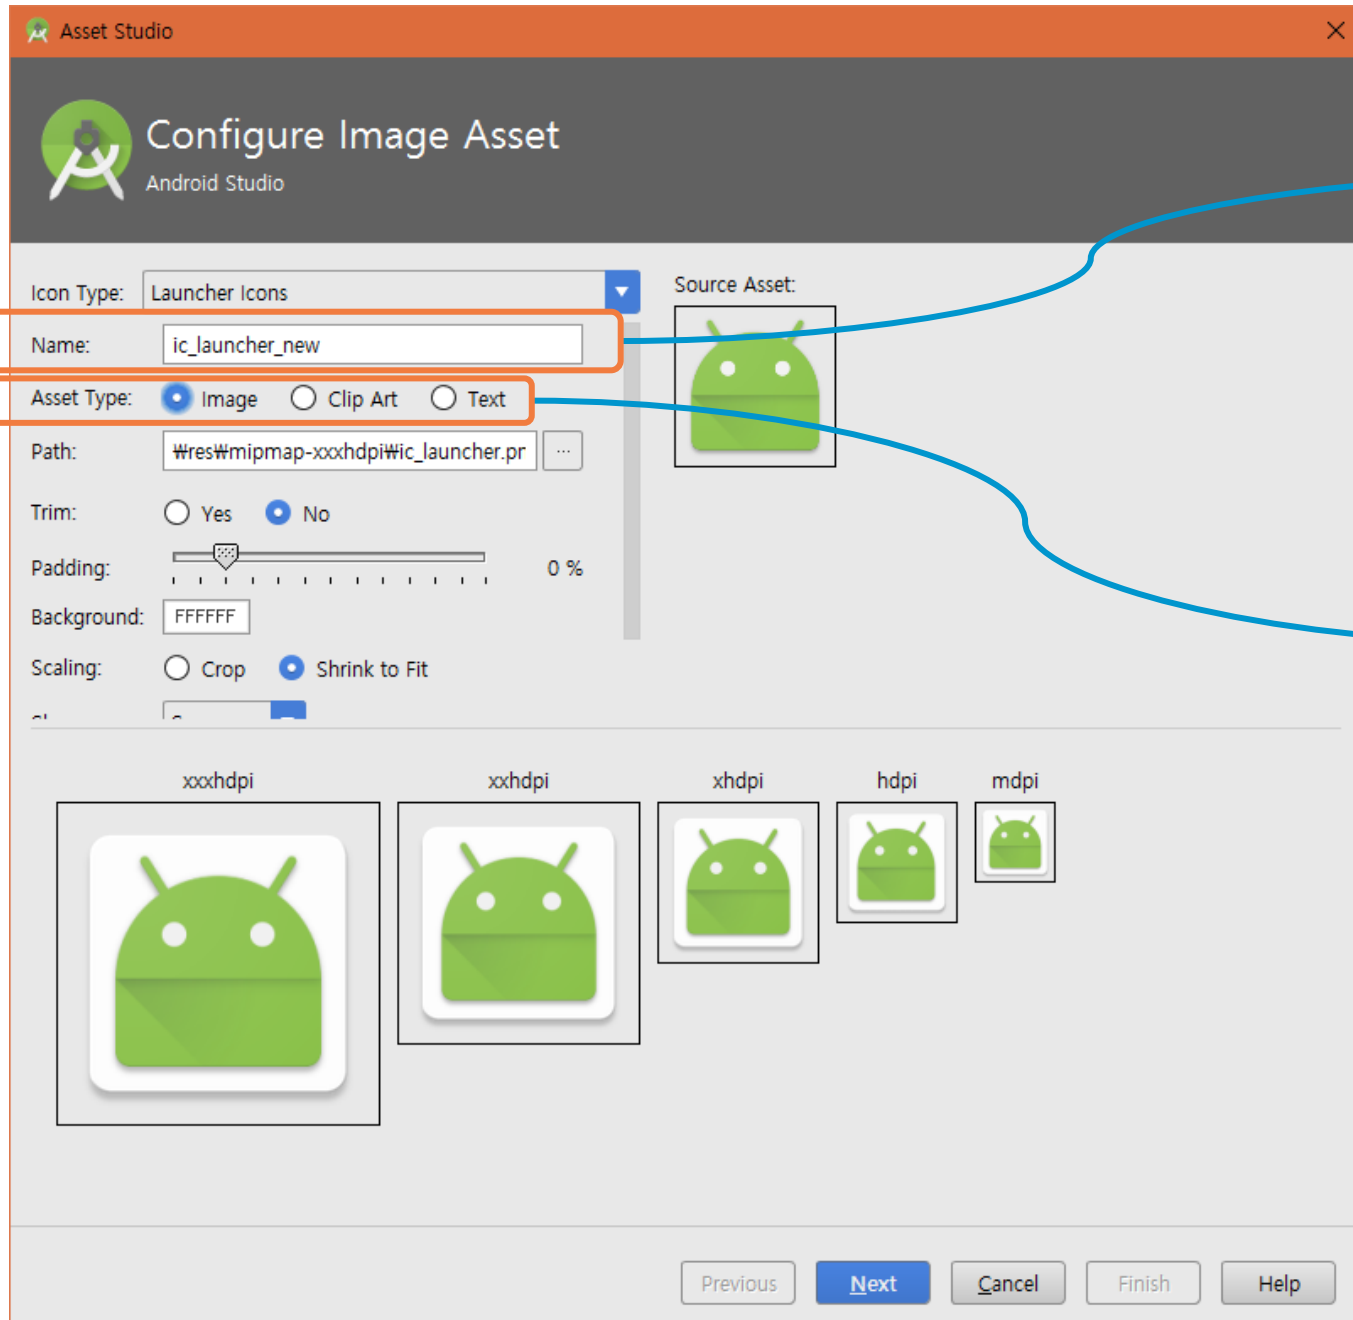 Asset Studio
Configure Image Asset
Android Studio
Icon Type: Launcher Icons
Source Asset:
Name: ic_launcher_new
Asset Type: Image Clip Art Text
Path: ₩res₩mipmap-xxxhdpi₩ic_launcher.pr ...
Trim: Yes No
Padding: 0 %
Background: FFFFFF
Scaling: Crop Shrink to Fit
xxxhdpi xxhdpi xhdpi hdpi mdpi
Previous Next Cancel Finish Help